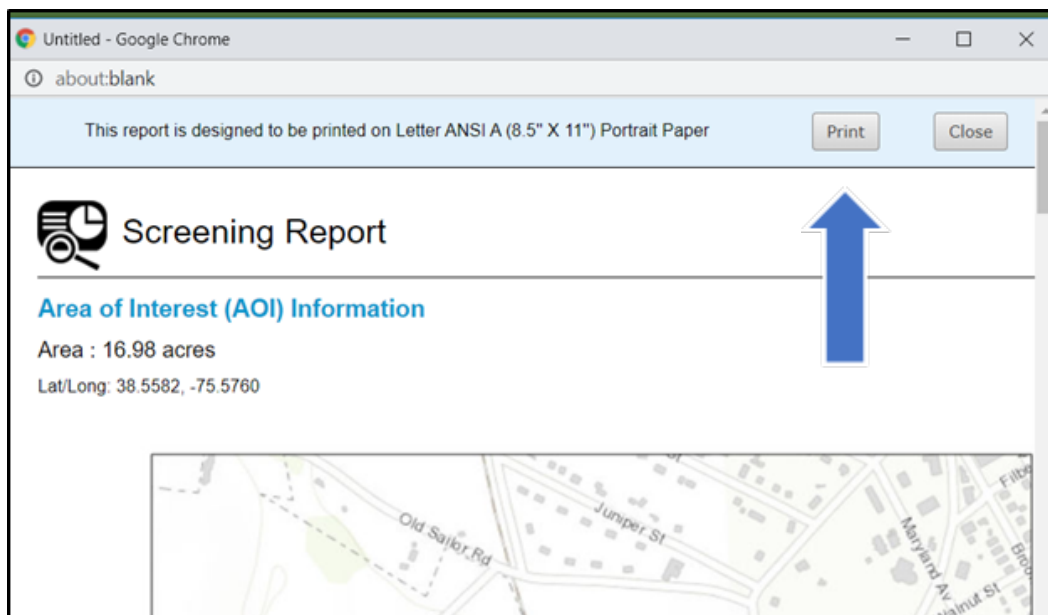 Untitled - Google Chrome
about:blank
This report is designed to be printed on Letter ANSI A (8.5" X 11") Portrait Paper
Print
Close
Screening Report
Area of Interest (AOI) Information
Area : 16.98 acres
Lat/Long: 38.5582, -75.5760
Old Sailor Rd
Juniper St
St
Maryland Av